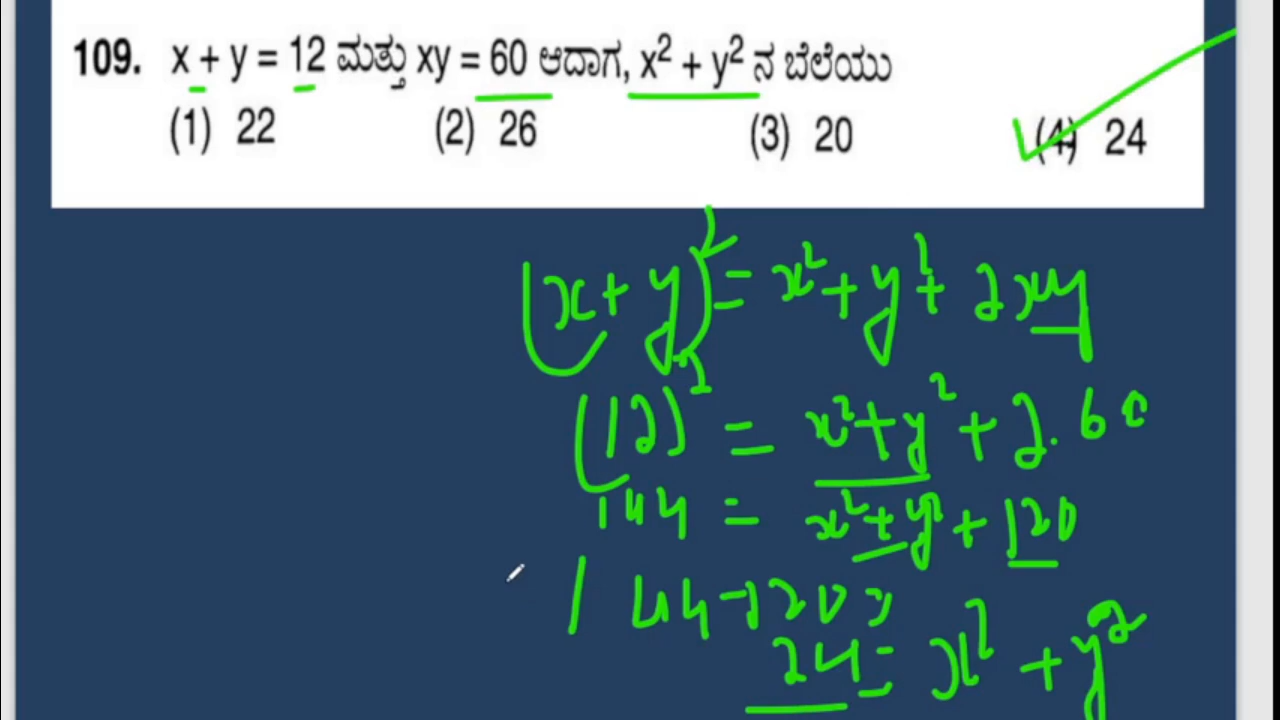 109. x + y = 12 ಮತ್ತು xy = 60 ಆದಾಗ, x² + y² ನ ಬೆಲೆಯು
(1) 22 (2) 26 (3) 20 (4) 24
(x + y)² = x² + y² + 2xy
(12)² = x² + y² + 2.60
144 = x² + y² + 120
144 - 120 =
24 = x² + y²